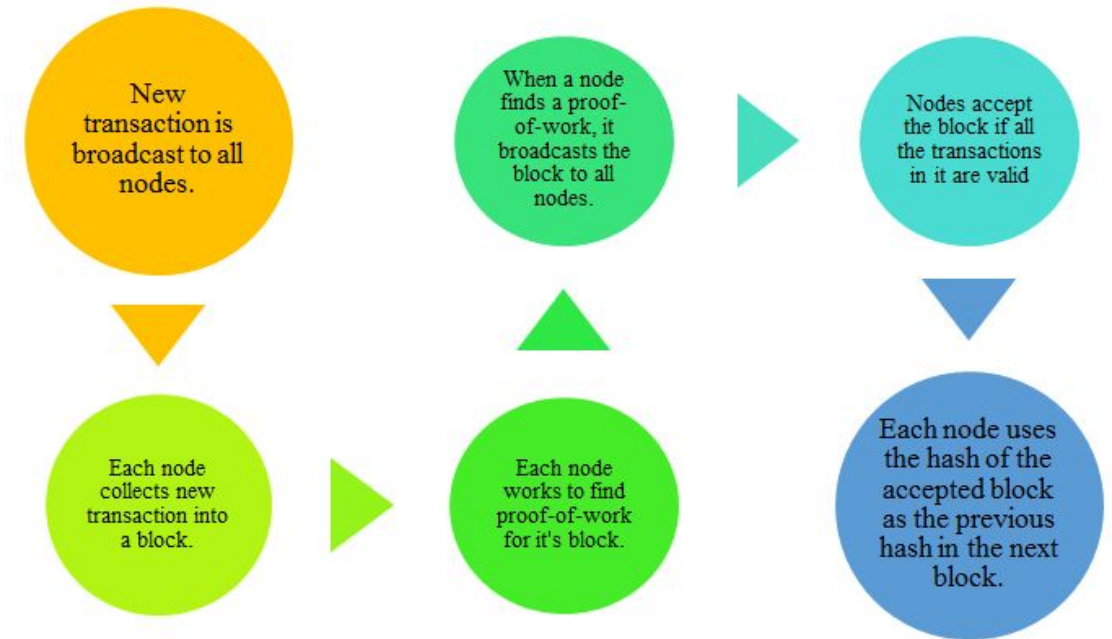 New
transaction is
broadcast to all
nodes.
Each node
collects new
transaction into
a block.
Each node
works to find
proof-of-work
for it's block.
When a node
finds a proof-
of-work, it
broadcasts the
block to all
nodes.
Nodes accept
the block if all
the transactions
in it are valid
Each node uses
the hash of the
accepted block
as the previous
hash in the next
block.